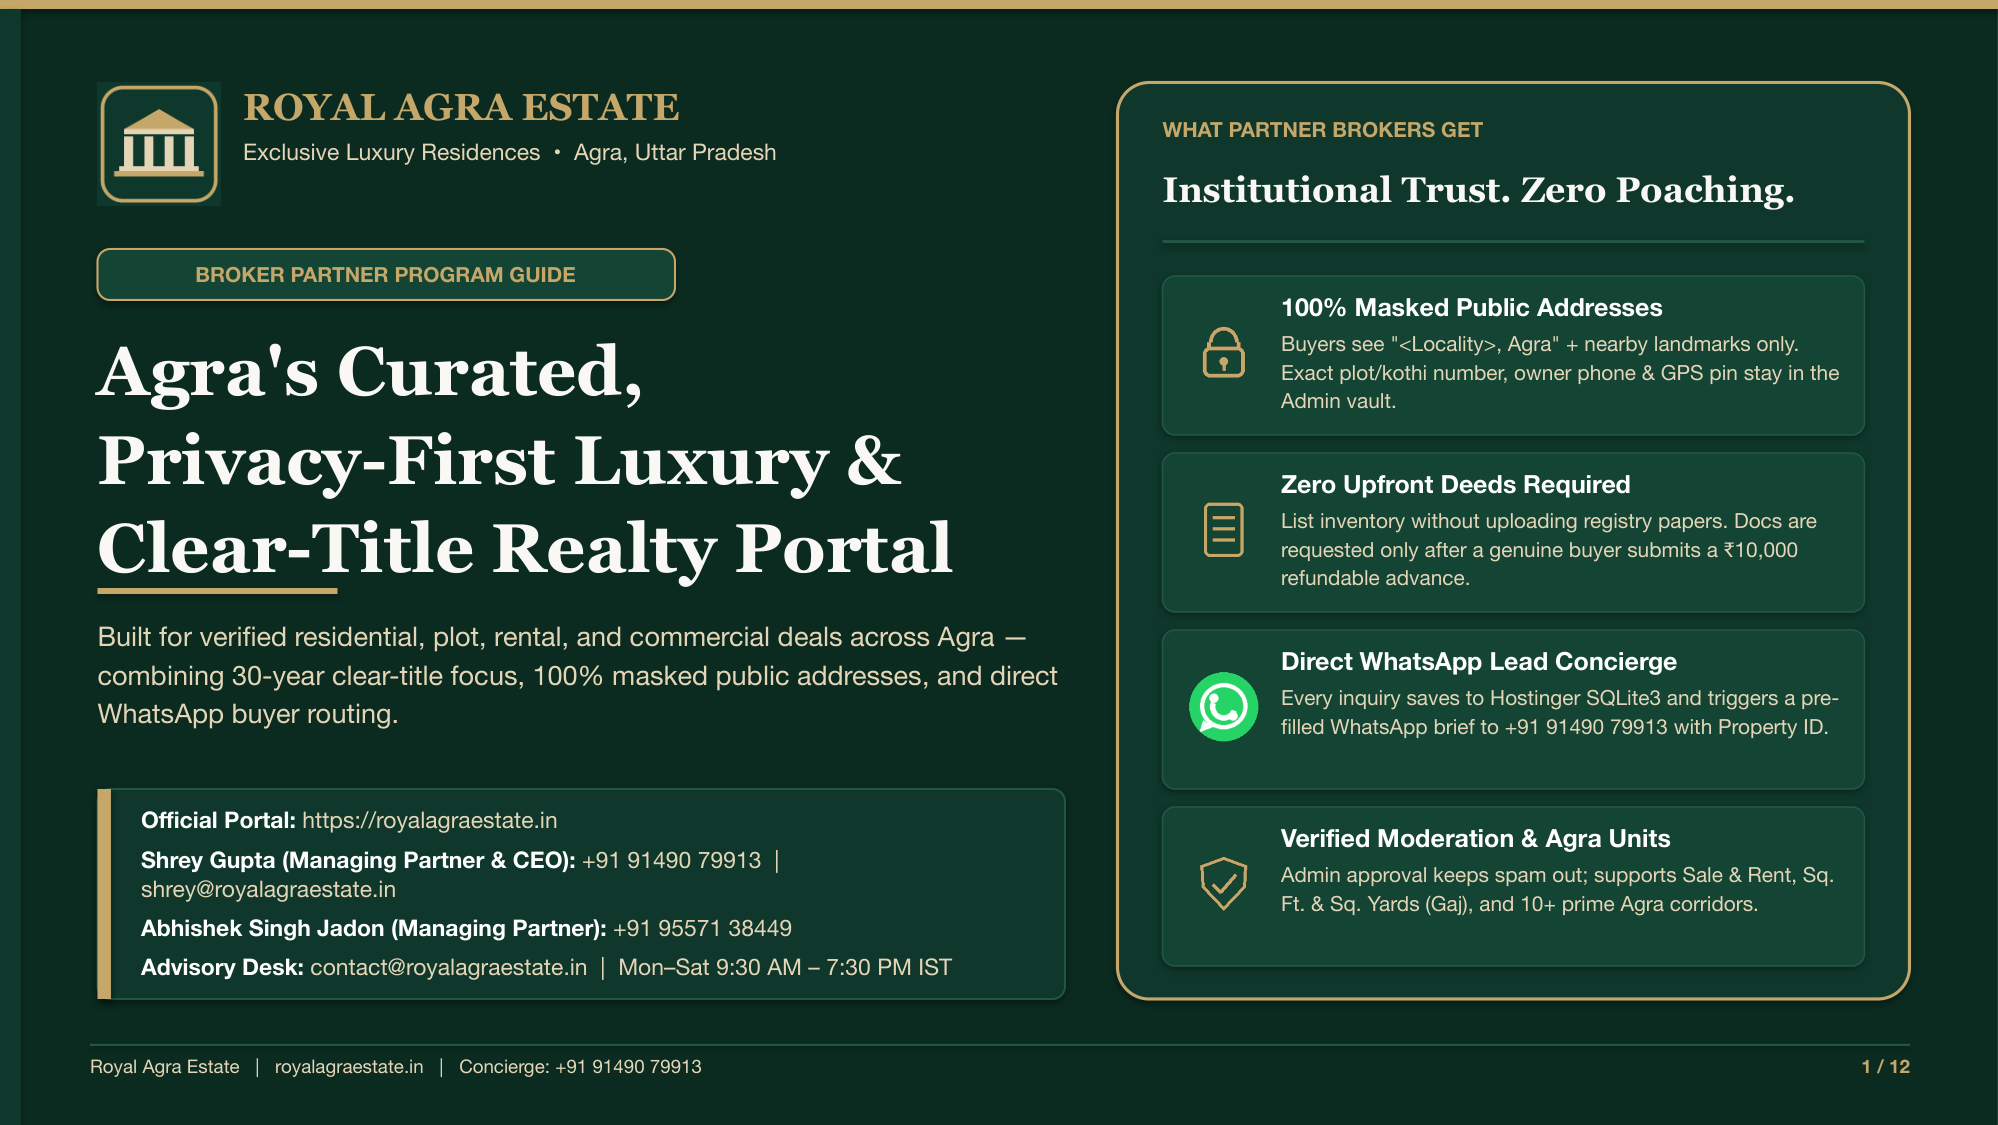 ROYAL AGRA ESTATE
Exclusive Luxury Residences • Agra, Uttar Pradesh
BROKER PARTNER PROGRAM GUIDE
Agra's Curated,
Privacy-First Luxury &
Clear-Title Realty Portal
Built for verified residential, plot, rental, and commercial deals across Agra —
combining 30-year clear-title focus, 100% masked public addresses, and direct
WhatsApp buyer routing.
Official Portal: https://royalagraestate.in
Shrey Gupta (Managing Partner & CEO): +91 91490 79913 |
shrey@royalagraestate.in
Abhishek Singh Jadon (Managing Partner): +91 95571 38449
Advisory Desk: contact@royalagraestate.in | Mon–Sat 9:30 AM – 7:30 PM IST
WHAT PARTNER BROKERS GET
Institutional Trust. Zero Poaching.
100% Masked Public Addresses
Buyers see "<Locality>, Agra" + nearby landmarks only.
Exact plot/kothi number, owner phone & GPS pin stay in the
Admin vault.
Zero Upfront Deeds Required
List inventory without uploading registry papers. Docs are
requested only after a genuine buyer submits a ₹10,000
refundable advance.
Direct WhatsApp Lead Concierge
Every inquiry saves to Hostinger SQLite3 and triggers a pre-
filled WhatsApp brief to +91 91490 79913 with Property ID.
Verified Moderation & Agra Units
Admin approval keeps spam out; supports Sale & Rent, Sq.
Ft. & Sq. Yards (Gaj), and 10+ prime Agra corridors.
Royal Agra Estate | royalagraestate.in | Concierge: +91 91490 79913
1 / 12